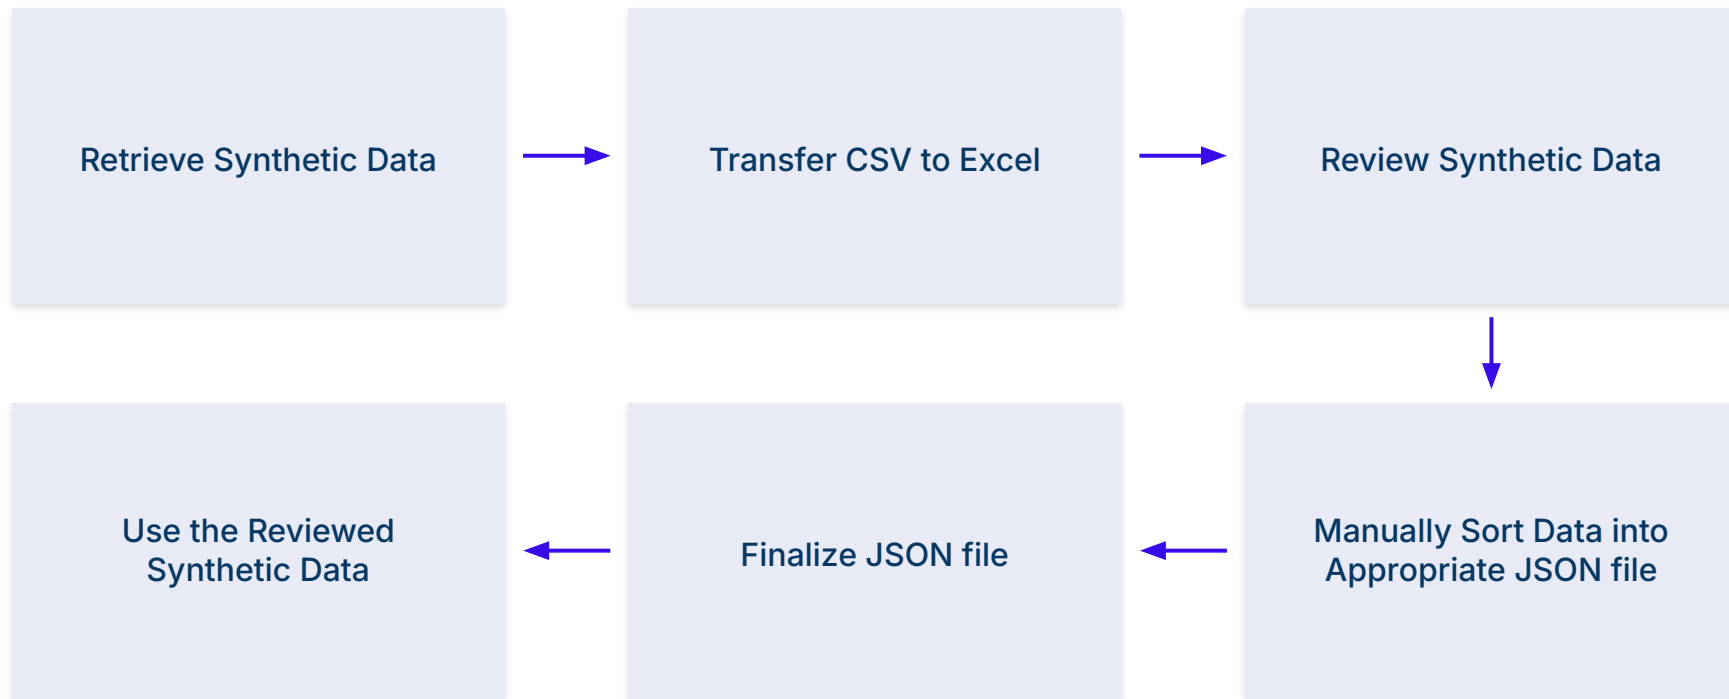 Retrieve Synthetic Data
Transfer CSV to Excel
Review Synthetic Data
Manually Sort Data into
Appropriate JSON file
Finalize JSON file
Use the Reviewed
Synthetic Data